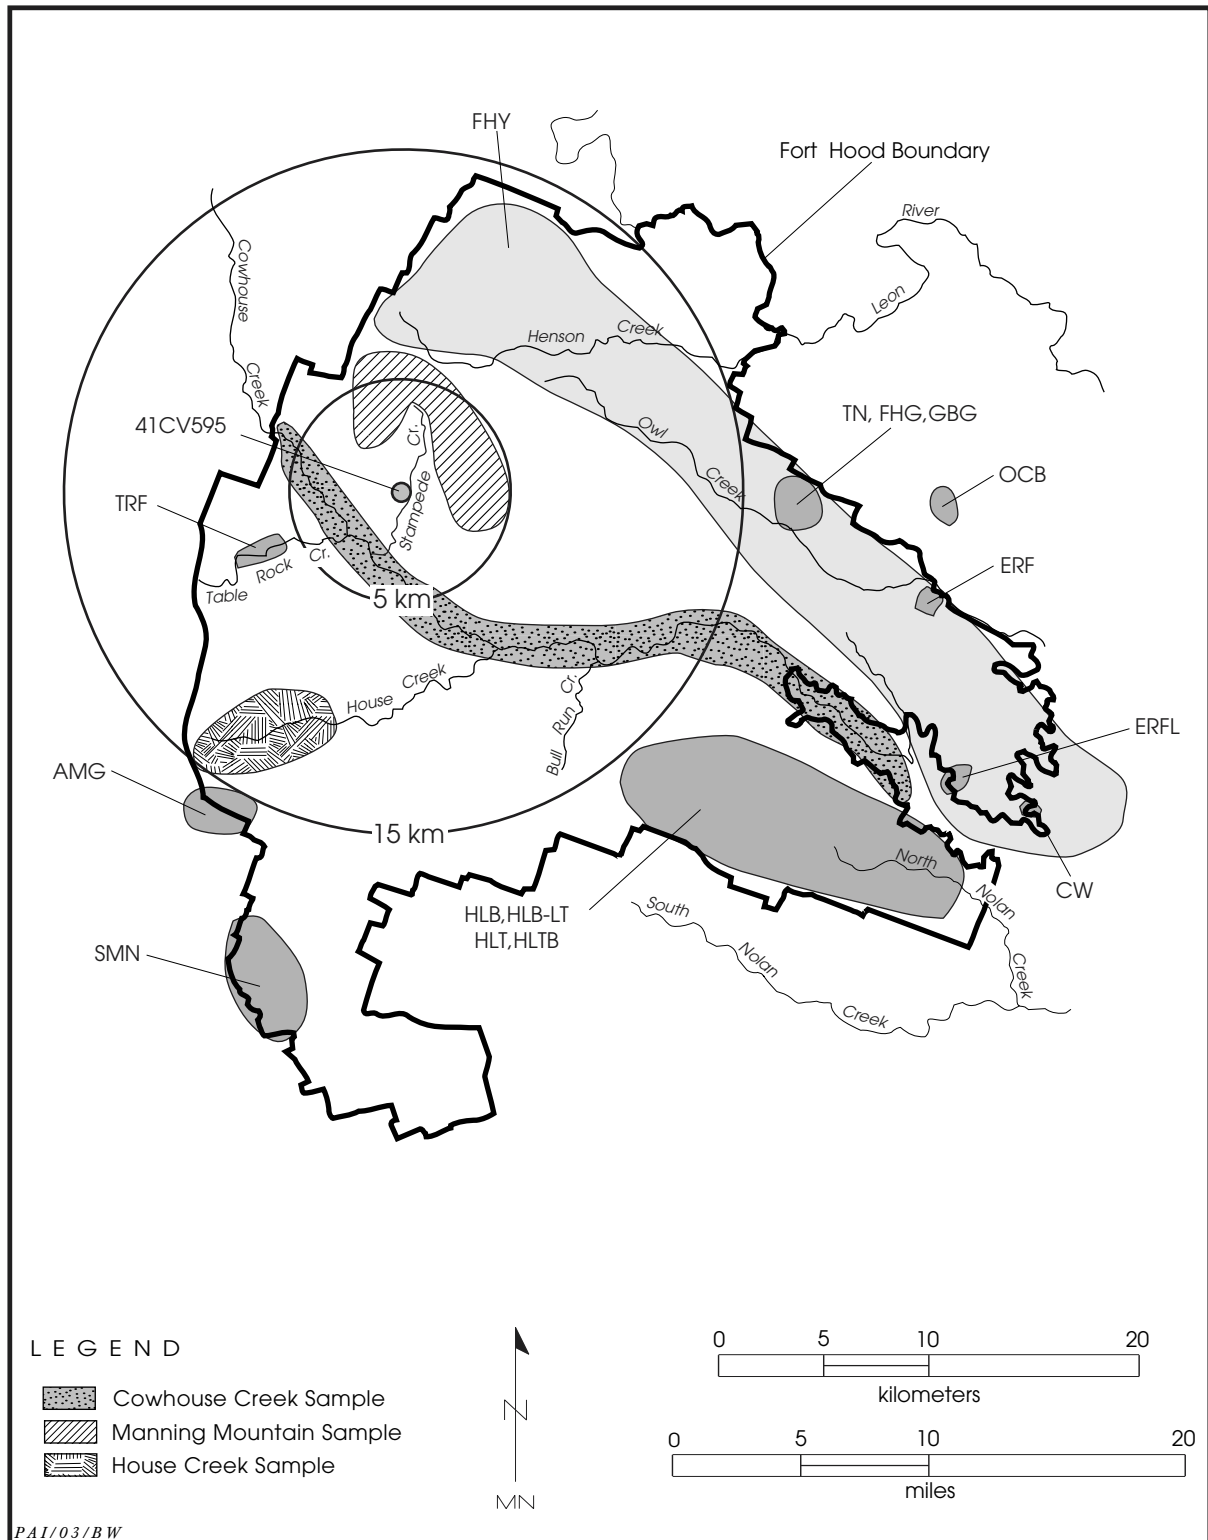 FHY
Fort Hood Boundary
River
Leon
Cowhouse
Creek
Henson Creek
41CV595
Owl
Creek
TN, FHG,GBG
OCB
TRF
Stampede Cr.
Table Rock Cr.
5 km
ERF
House Creek
Bull Run Cr.
ERFL
AMG
15 km
CW
HLB,HLB-LT
HLT,HLTB
North
Nolan
Creek
South
Nolan
Creek
SMN
LEGEND
Cowhouse Creek Sample
Manning Mountain Sample
House Creek Sample
N
MN
0 5 10 20
kilometers
0 5 10 20
miles
PAI/03/BW